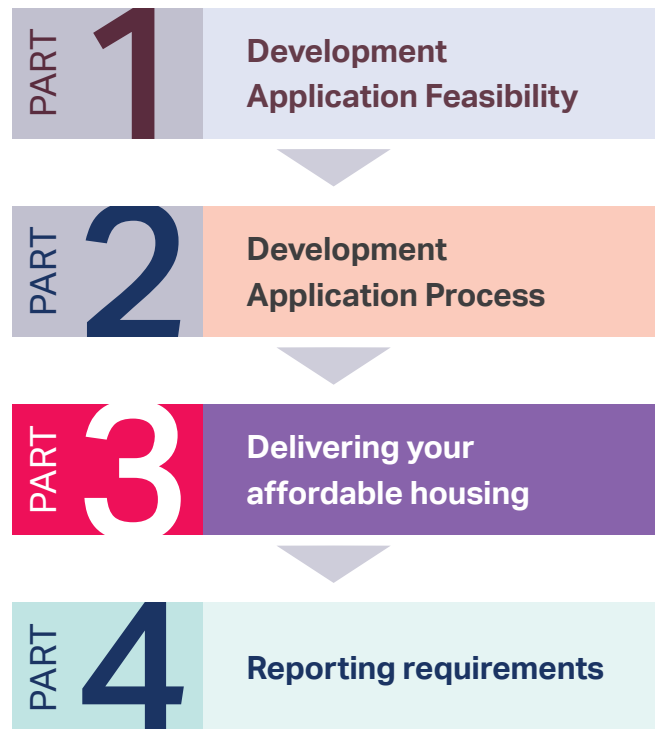 PART 1
Development
Application Feasibility
PART 2
Development
Application Process
PART 3
Delivering your
affordable housing
PART 4
Reporting requirements